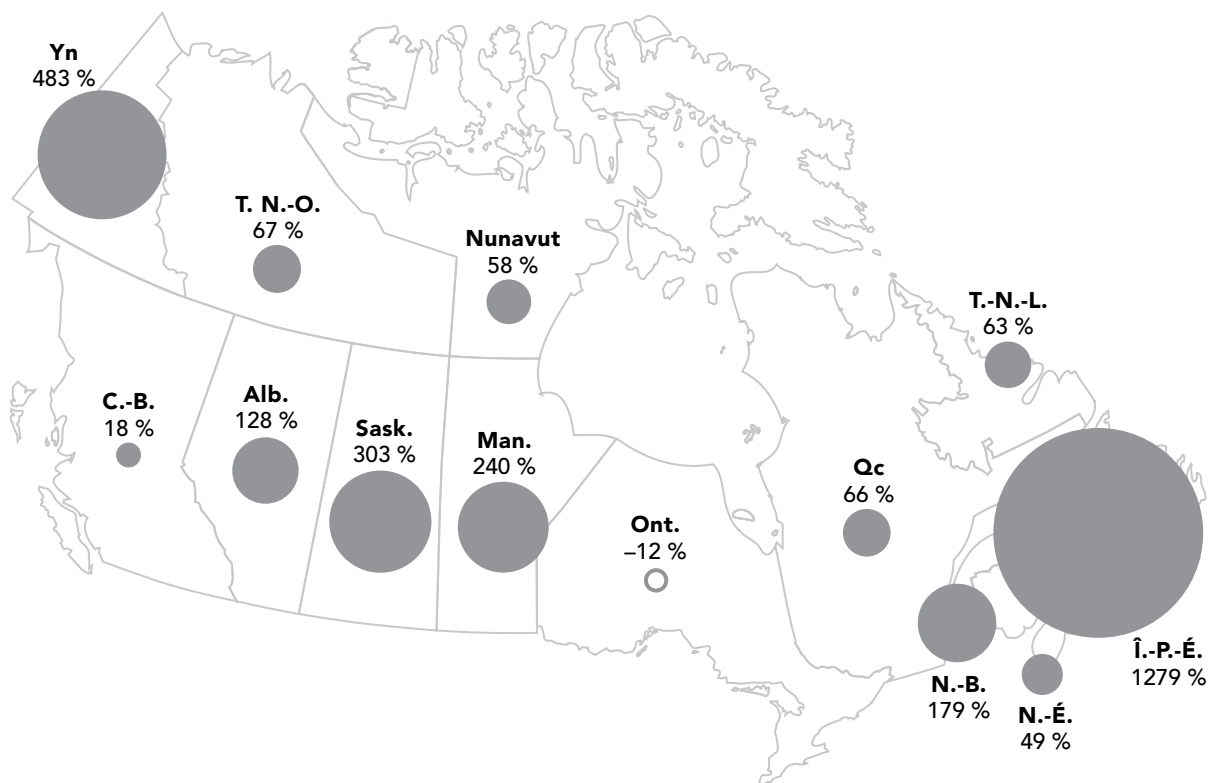 Yn
483 %
T. N.-O.
67 %
Nunavut
58 %
T.-N.-L.
63 %
C.-B.
18 %
Alb.
128 %
Sask.
303 %
Man.
240 %
Ont.
–12 %
Qc
66 %
Î.-P.-É.
1279 %
N.-B.
179 %
N.-É.
49 %